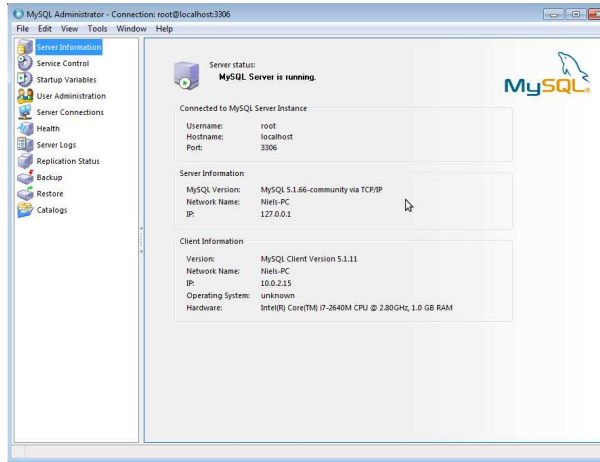 MySQL Administrator - Connection: root@localhost:3306
File Edit View Tools Window Help
Server Information
Service Control
Startup Variables
User Administration
Server Connections
Health
Server Logs
Replication Status
Backup
Restore
Catalogs
Server status:
MySQL Server is running.
MySQL®
Connected to MySQL Server Instance
Username: root
Hostname: localhost
Port: 3306
Server Information
MySQL Version: MySQL 5.1.66-community via TCP/IP
Network Name: Niels-PC
IP: 127.0.0.1
Client Information
Version: MySQL Client Version 5.1.11
Network Name: Niels-PC
IP: 10.0.2.15
Operating System: unknown
Hardware: Intel(R) Core(TM) i7-2640M CPU @ 2.80GHz, 1.0 GB RAM